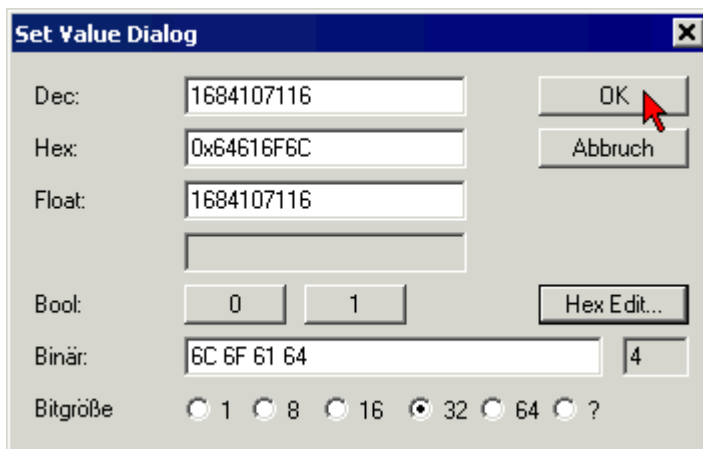 Set Value Dialog
Dec: 1684107116 OK
Hex: 0x64616F6C Abbruch
Float: 1684107116
Bool: 0 1 Hex Edit...
Binär: 6C 6F 61 64 4
Bitgröße 1 8 16 32 64 ?